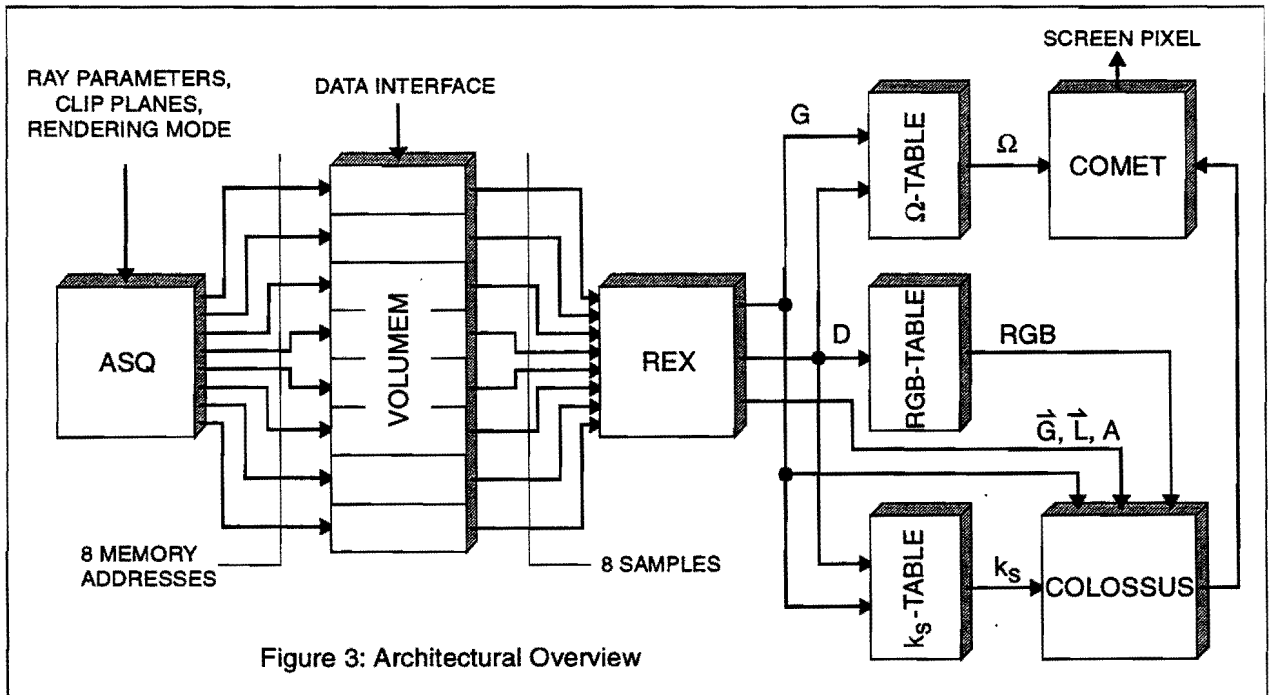 SCREEN PIXEL
RAY PARAMETERS,
CLIP PLANES,
RENDERING MODE
DATA INTERFACE
G
Ω-TABLE
Ω
COMET
ASQ
VOLUMEM
REX
D
RGB-TABLE
RGB
G⃗, L⃗, A
8 MEMORY
ADDRESSES
8 SAMPLES
kS-TABLE
kS
COLOSSUS
Figure 3: Architectural Overview